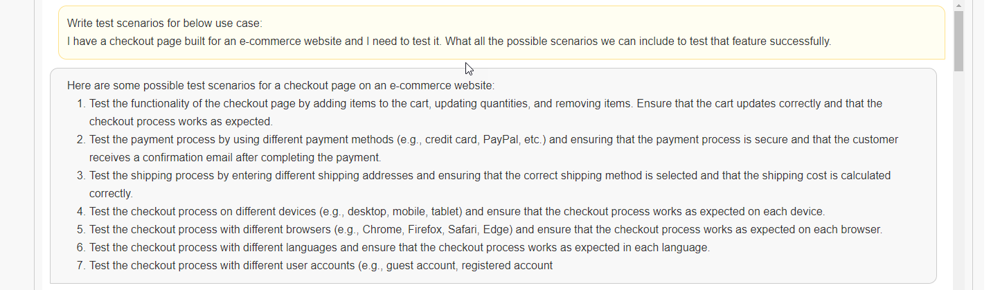 Write test scenarios for below use case:
I have a checkout page built for an e-commerce website and I need to test it. What all the possible scenarios we can include to test that feature successfully.
Here are some possible test scenarios for a checkout page on an e-commerce website:
1. Test the functionality of the checkout page by adding items to the cart, updating quantities, and removing items. Ensure that the cart updates correctly and that the
checkout process works as expected.
2. Test the payment process by using different payment methods (e.g., credit card, PayPal, etc.) and ensuring that the payment process is secure and that the customer
receives a confirmation email after completing the payment.
3. Test the shipping process by entering different shipping addresses and ensuring that the correct shipping method is selected and that the shipping cost is calculated
correctly.
4. Test the checkout process on different devices (e.g., desktop, mobile, tablet) and ensure that the checkout process works as expected on each device.
5. Test the checkout process with different browsers (e.g., Chrome, Firefox, Safari, Edge) and ensure that the checkout process works as expected on each browser.
6. Test the checkout process with different languages and ensure that the checkout process works as expected in each language.
7. Test the checkout process with different user accounts (e.g., guest account, registered account